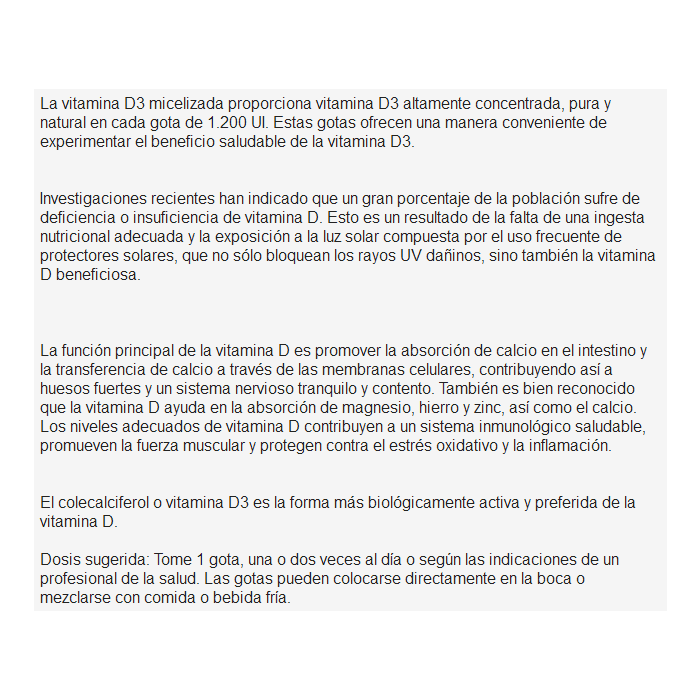 La vitamina D3 micelizada proporciona vitamina D3 altamente concentrada, pura y
natural en cada gota de 1.200 UI. Estas gotas ofrecen una manera conveniente de
experimentar el beneficio saludable de la vitamina D3.
Investigaciones recientes han indicado que un gran porcentaje de la población sufre de
deficiencia o insuficiencia de vitamina D. Esto es un resultado de la falta de una ingesta
nutricional adecuada y la exposición a la luz solar compuesta por el uso frecuente de
protectores solares, que no sólo bloquean los rayos UV dañinos, sino también la vitamina
D beneficiosa.
La función principal de la vitamina D es promover la absorción de calcio en el intestino y
la transferencia de calcio a través de las membranas celulares, contribuyendo así a
huesos fuertes y un sistema nervioso tranquilo y contento. También es bien reconocido
que la vitamina D ayuda en la absorción de magnesio, hierro y zinc, así como el calcio.
Los niveles adecuados de vitamina D contribuyen a un sistema inmunológico saludable,
promueven la fuerza muscular y protegen contra el estrés oxidativo y la inflamación.
El colecalciferol o vitamina D3 es la forma más biológicamente activa y preferida de la
vitamina D.
Dosis sugerida: Tome 1 gota, una o dos veces al día o según las indicaciones de un
profesional de la salud. Las gotas pueden colocarse directamente en la boca o
mezclarse con comida o bebida fría.